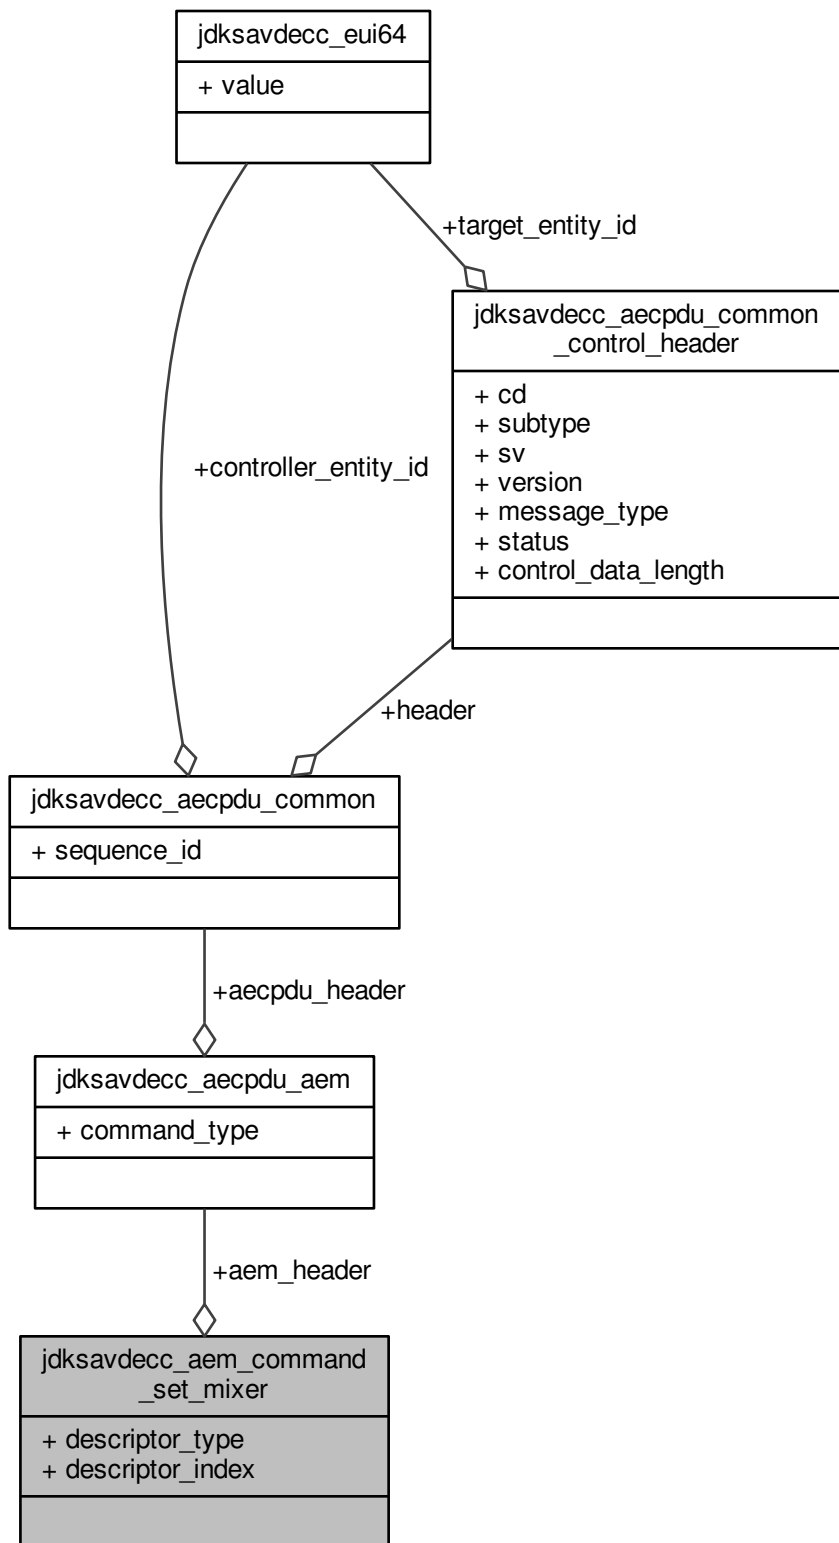 jdksavdecc_eui64
+ value
+target_entity_id
jdksavdecc_aecpdu_common
_control_header
+ cd
+ subtype
+ sv
+ version
+ message_type
+ status
+ control_data_length
+controller_entity_id
+header
jdksavdecc_aecpdu_common
+ sequence_id
+aecpdu_header
jdksavdecc_aecpdu_aem
+ command_type
+aem_header
jdksavdecc_aem_command
_set_mixer
+ descriptor_type
+ descriptor_index